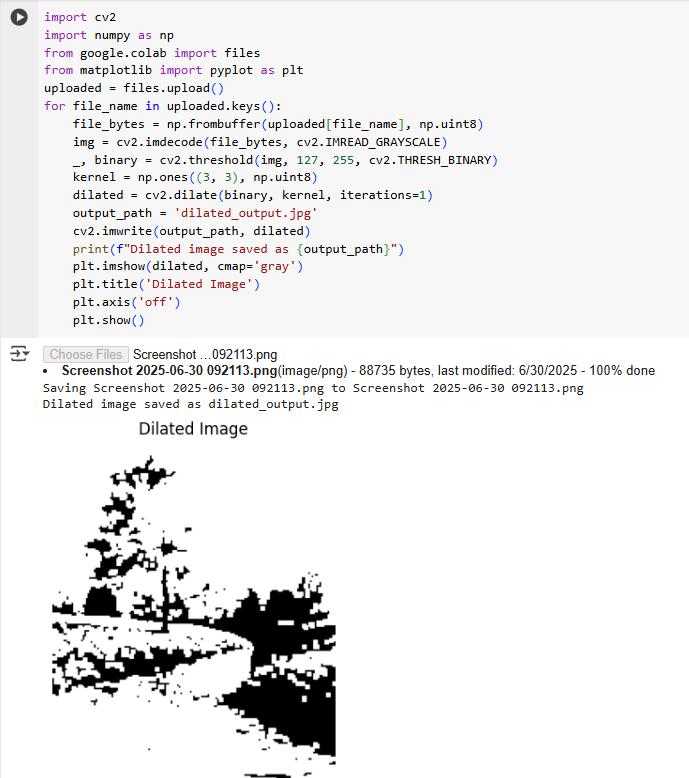 import cv2
import numpy as np
from google.colab import files
from matplotlib import pyplot as plt
uploaded = files.upload()
for file_name in uploaded.keys():
    file_bytes = np.frombuffer(uploaded[file_name], np.uint8)
    img = cv2.imdecode(file_bytes, cv2.IMREAD_GRAYSCALE)
    _, binary = cv2.threshold(img, 127, 255, cv2.THRESH_BINARY)
    kernel = np.ones((3, 3), np.uint8)
    dilated = cv2.dilate(binary, kernel, iterations=1)
    output_path = 'dilated_output.jpg'
    cv2.imwrite(output_path, dilated)
    print(f"Dilated image saved as {output_path}")
    plt.imshow(dilated, cmap='gray')
    plt.title('Dilated Image')
    plt.axis('off')
    plt.show()
Choose Files Screenshot ...092113.png
• Screenshot 2025-06-30 092113.png(image/png) - 88735 bytes, last modified: 6/30/2025 - 100% done
Saving Screenshot 2025-06-30 092113.png to Screenshot 2025-06-30 092113.png
Dilated image saved as dilated_output.jpg
Dilated Image